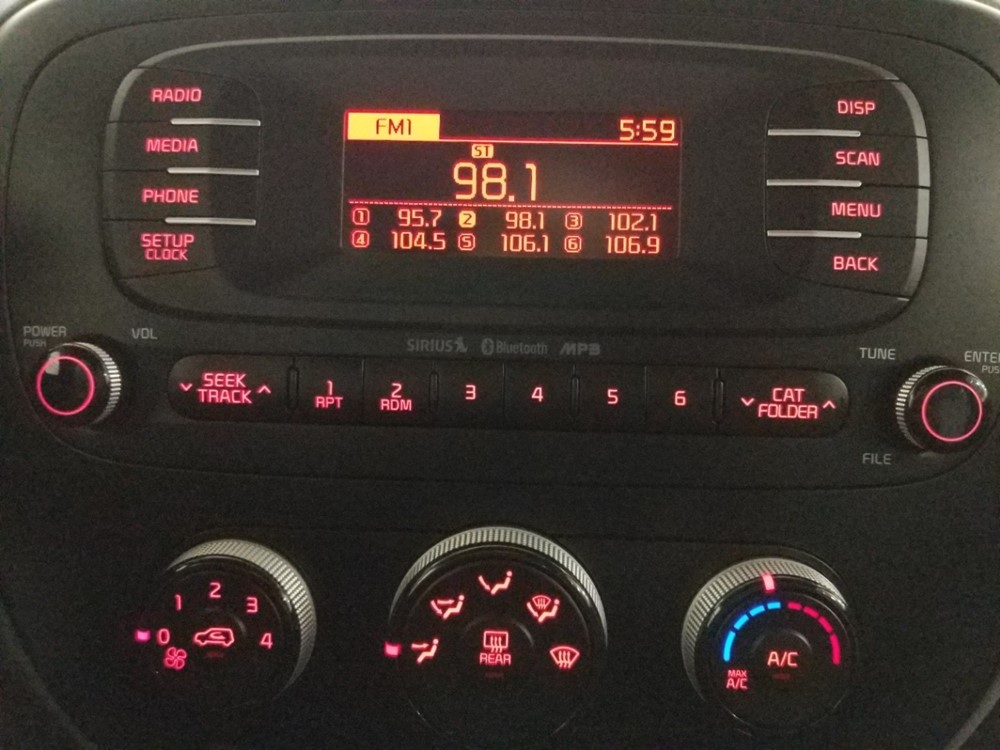 RADIO
MEDIA
PHONE
SETUP
CLOCK
FM1 5:59
ST
98.1
1 95.7 2 98.1 3 102.1
4 104.5 5 106.1 6 106.9
DISP
SCAN
MENU
BACK
POWER
PUSH
VOL
SIRIUS Bluetooth MP3
TUNE
ENTE
PUS
SEEK
TRACK
1
RPT
2
RDM
3
4
5
6
CAT
FOLDER
FILE
0
1
2
3
4
REAR
A/C
MAX
A/C